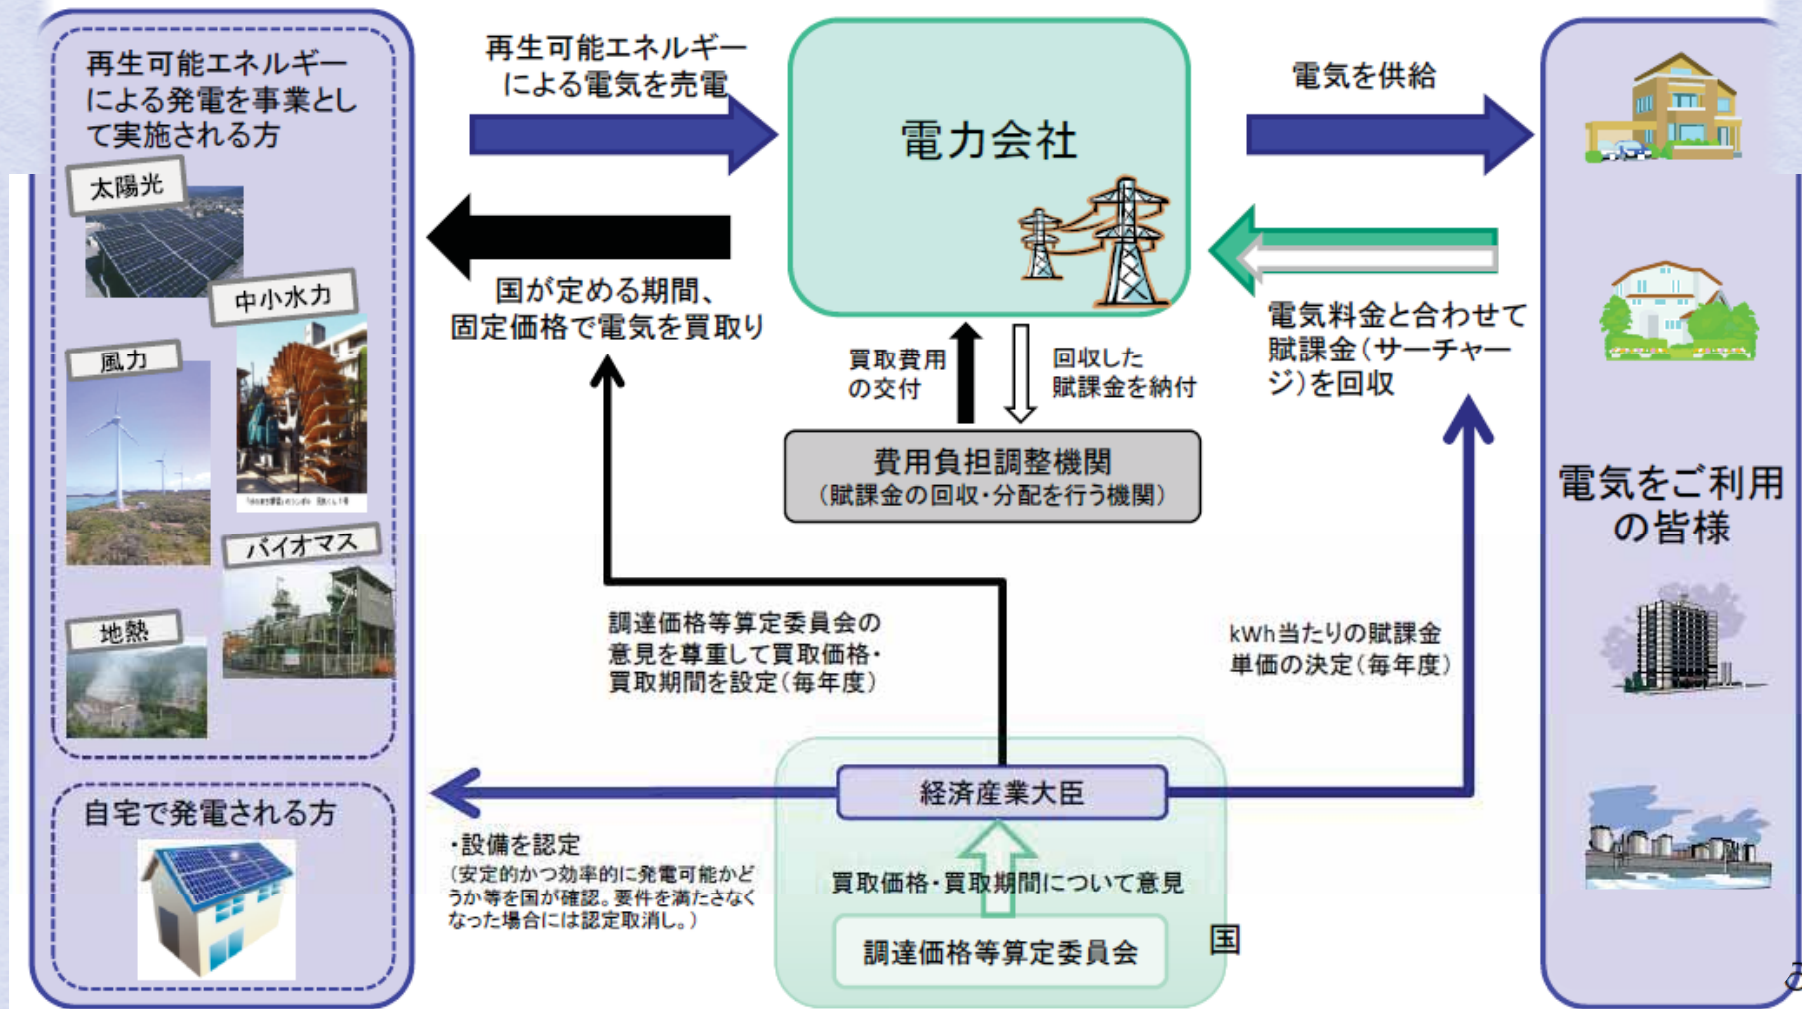 再生可能エネルギー
による発電を事業とし
て実施される方
太陽光
中小水力
風力
バイオマス
地熱
自宅で発電される方
再生可能エネルギー
による電気を売電
国が定める期間、
固定価格で電気を買取り
電力会社
買取費用
の交付
回収した
賦課金を納付
費用負担調整機関
(賦課金の回収・分配を行う機関)
電気を供給
電気料金と合わせて
賦課金(サーチャー
ジ)を回収
電気をご利用
の皆様
調達価格等算定委員会の
意見を尊重して買取価格・
買取期間を設定(毎年度)
kWh当たりの賦課金
単価の決定(毎年度)
経済産業大臣
・設備を認定
(安定的かつ効率的に発電可能かど
うか等を国が確認。要件を満たさなく
なった場合には認定取消し。)
買取価格・買取期間について意見
調達価格等算定委員会
国